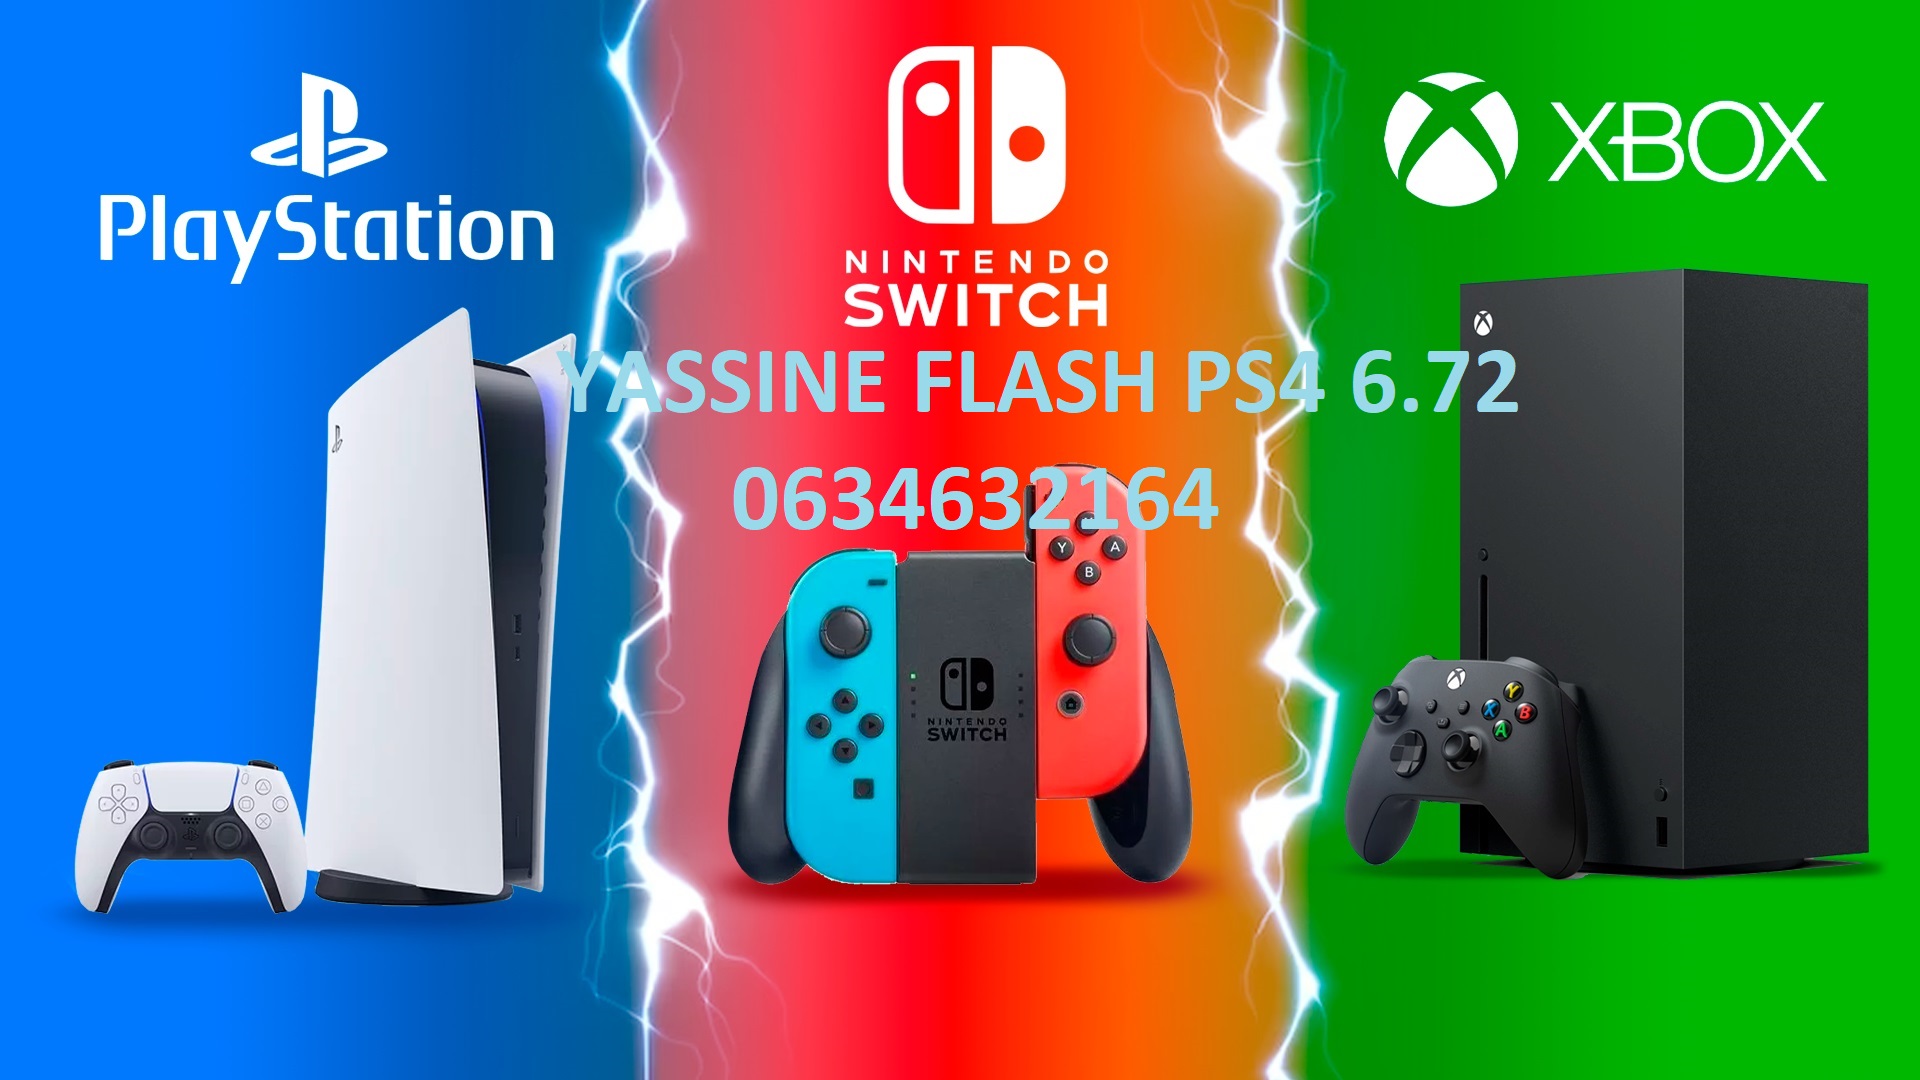 PlayStation
NINTENDO
SWITCH
XBOX
YASSINE FLASH PS4 6.72
0634632164
Y
A
B
NINTENDO
SWITCH
Y
X
B
A